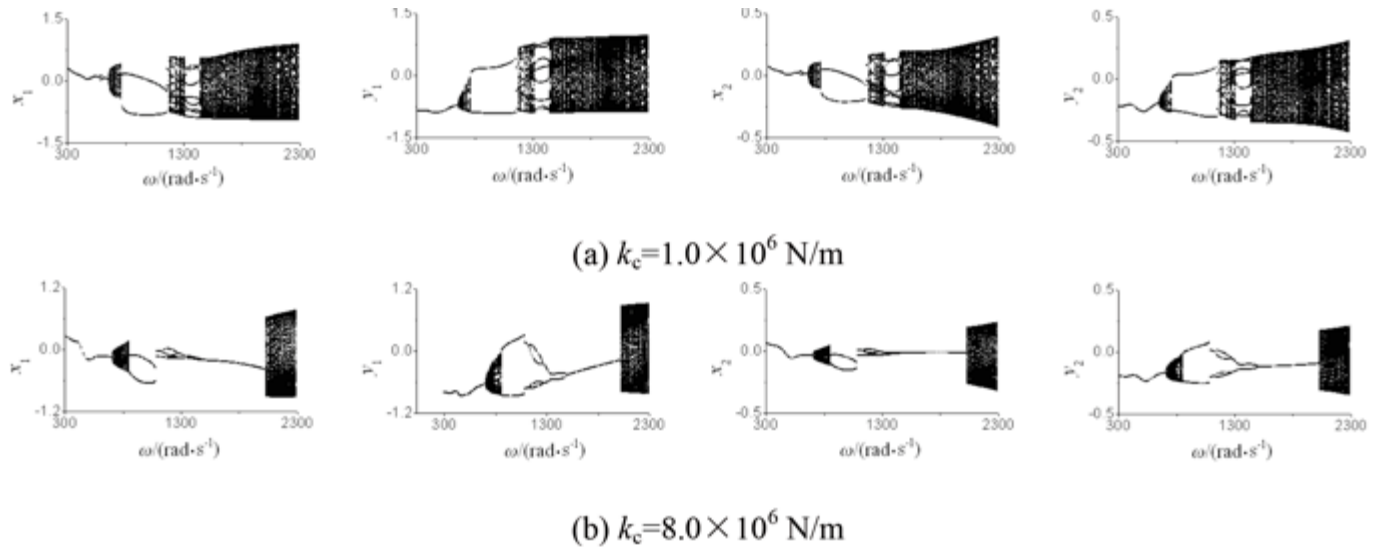 1.5 1.5 0.5 0.5
x₁ 0.0 y₁ 0.0 x₂ 0.0 y₂ 0.0
-1.5 -1.5 0.5 -0.5
300 1300 2300 300 1300 2300 300 1300 2300 300 1300 2300
ω/(rad·s⁻¹) ω/(rad·s⁻¹) ω/(rad·s⁻¹) ω/(rad·s⁻¹)
(a) k_c=1.0×10⁶ N/m
1.2 1.2 0.5 0.5
x₁ 0.0 y₁ 0.0 x₂ 0.0 y₂ 0.0
-1.2 -1.2 -0.5 -0.5
300 1300 2300 300 1300 2300 300 1300 2300 300 1300 2300
ω/(rad·s⁻¹) ω/(rad·s⁻¹) ω/(rad·s⁻¹) ω/(rad·s⁻¹)
(b) k_c=8.0×10⁶ N/m